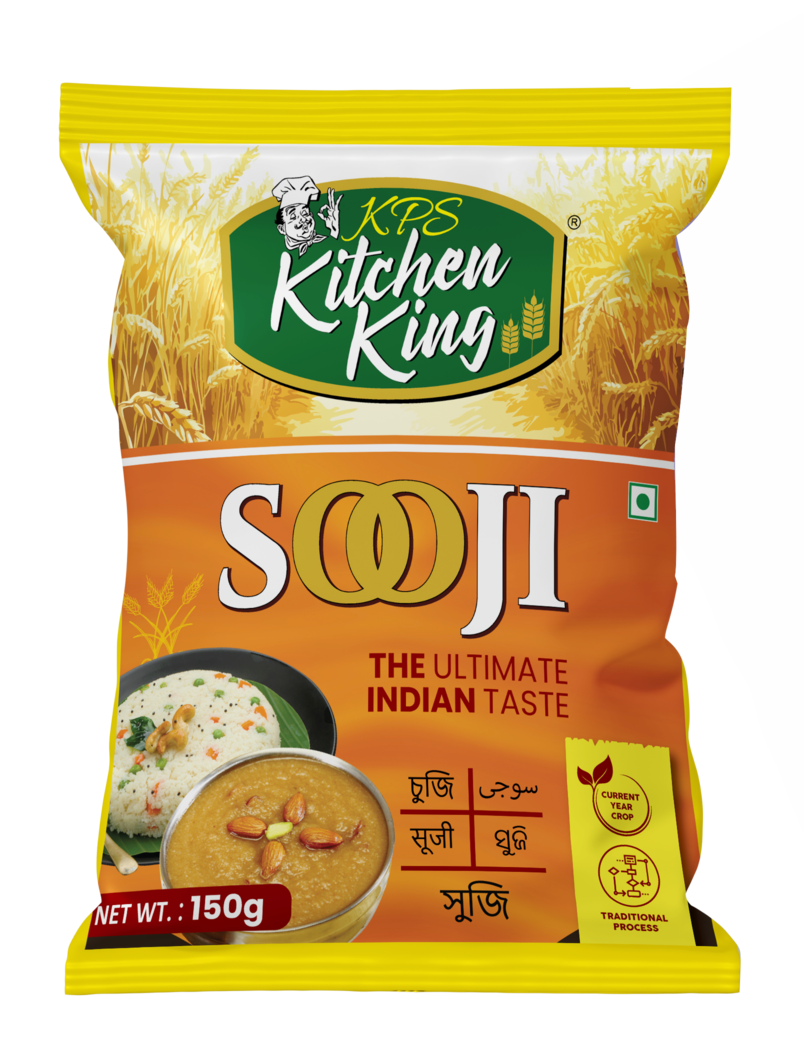 KPS
Kitchen
King
®
SOOJI
THE ULTIMATE
INDIAN TASTE
চুজি سوجی
सूजी ସୁଜି
সুজি
CURRENT
YEAR
CROP
TRADITIONAL
PROCESS
NET WT. : 150g